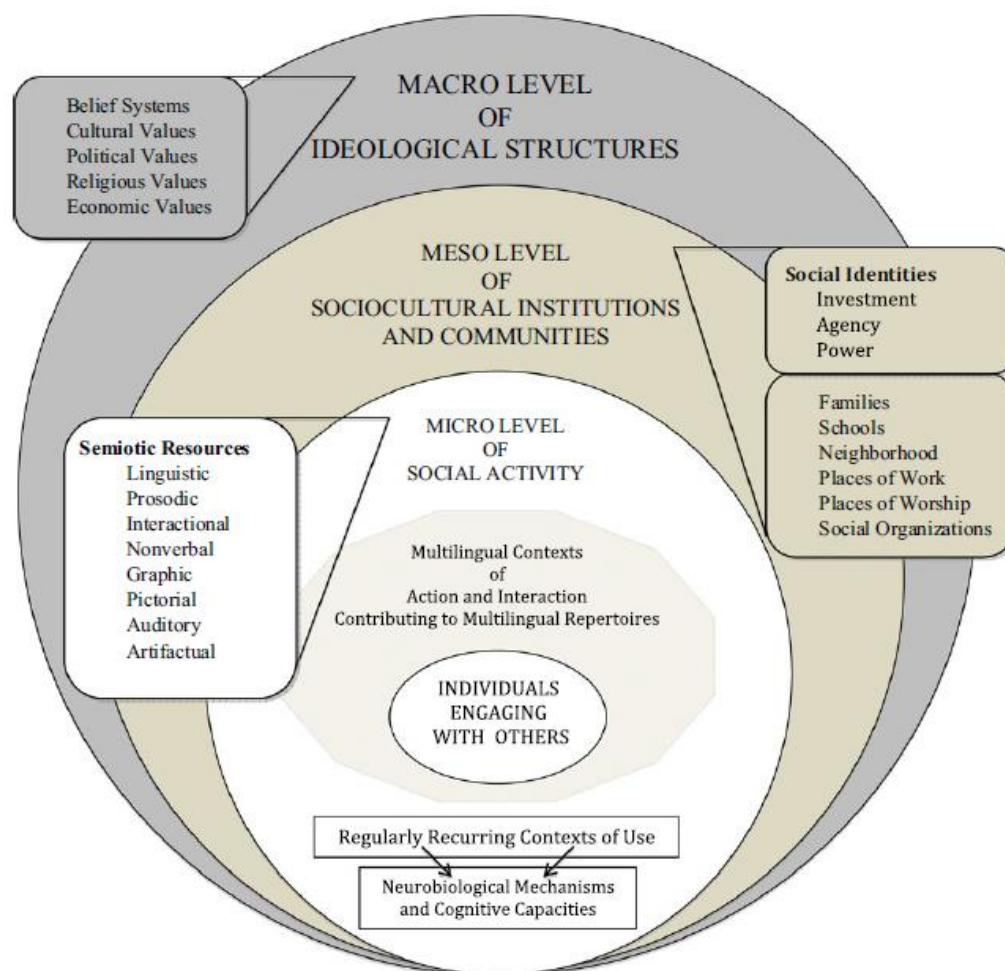 MACRO LEVEL
OF
IDEOLOGICAL STRUCTURES
Belief Systems
Cultural Values
Political Values
Religious Values
Economic Values
MESO LEVEL
OF
SOCIOCULTURAL INSTITUTIONS
AND COMMUNITIES
Social Identities
Investment
Agency
Power
Families
Schools
Neighborhood
Places of Work
Places of Worship
Social Organizations
MICRO LEVEL
OF
SOCIAL ACTIVITY
Semiotic Resources
Linguistic
Prosodic
Interactional
Nonverbal
Graphic
Pictorial
Auditory
Artifactual
Multilingual Contexts
of
Action and Interaction
Contributing to Multilingual Repertoires
INDIVIDUALS
ENGAGING
WITH OTHERS
Regularly Recurring Contexts of Use
Neurobiological Mechanisms
and Cognitive Capacities